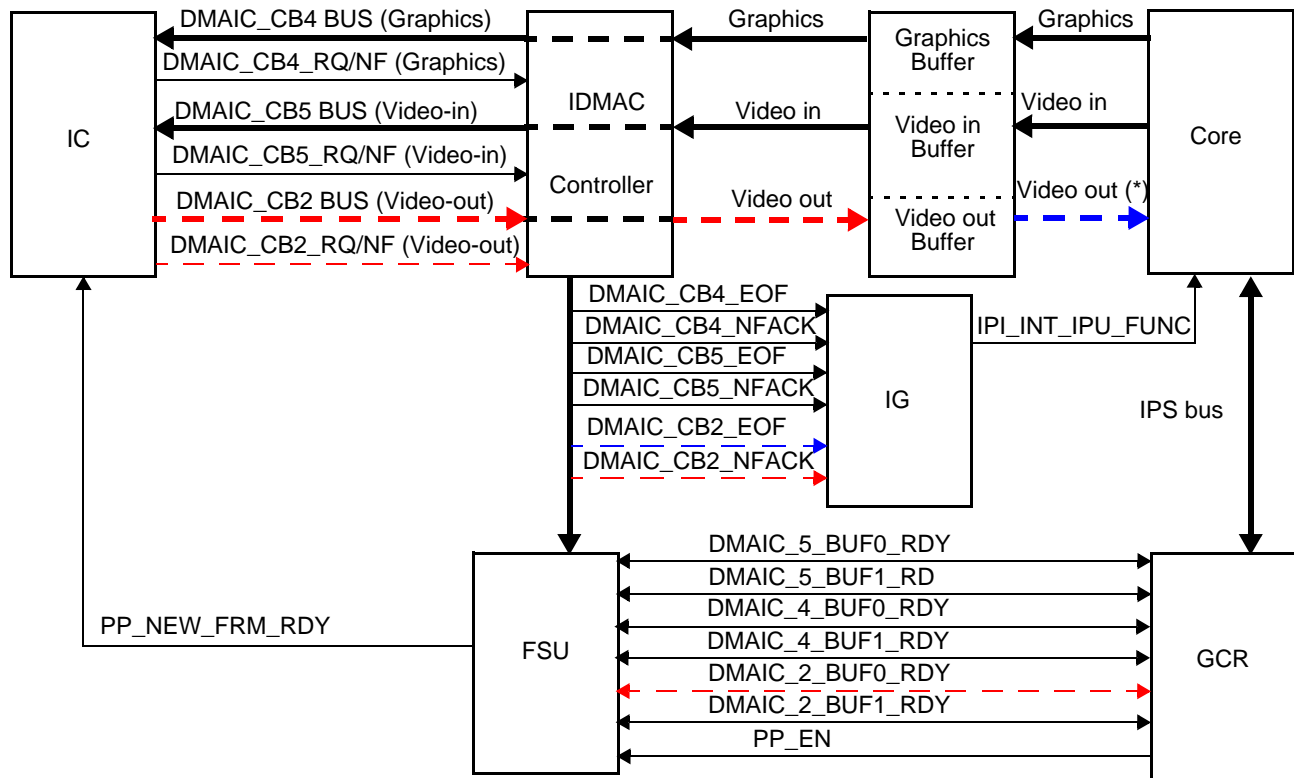 DMAIC_CB4 BUS (Graphics)
Graphics
Graphics
Graphics
Buffer
DMAIC_CB4_RQ/NF (Graphics)
IDMAC
DMAIC_CB5 BUS (Video-in)
Video in
Video in
IC
Video in
Buffer
Core
DMAIC_CB5_RQ/NF (Video-in)
Controller
DMAIC_CB2 BUS (Video-out)
Video out
Video out (*)
Video out
Buffer
DMAIC_CB2_RQ/NF (Video-out)
DMAIC_CB4_EOF
DMAIC_CB4_NFACK
IPI_INT_IPU_FUNC
DMAIC_CB5_EOF
DMAIC_CB5_NFACK
IG
IPS bus
DMAIC_CB2_EOF
DMAIC_CB2_NFACK
DMAIC_5_BUF0_RDY
DMAIC_5_BUF1_RD
DMAIC_4_BUF0_RDY
PP_NEW_FRM_RDY
DMAIC_4_BUF1_RDY
FSU
GCR
DMAIC_2_BUF0_RDY
DMAIC_2_BUF1_RDY
PP_EN